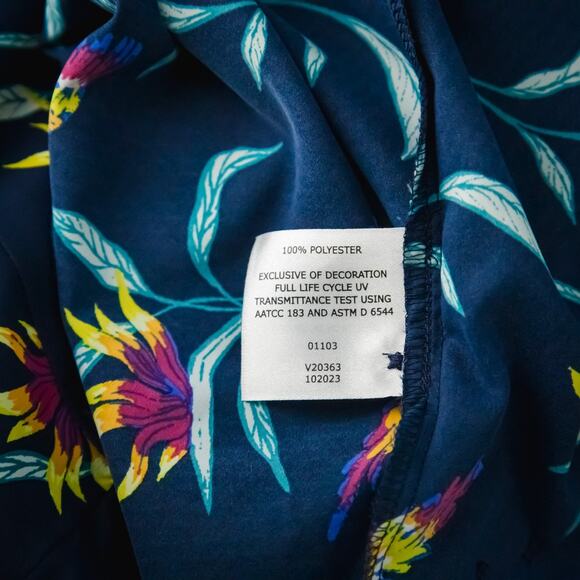 100% POLYESTER
EXCLUSIVE OF DECORATION
FULL LIFE CYCLE UV
TRANSMITTANCE TEST USING
AATCC 183 AND ASTM D 6544
01103
V20363
102023